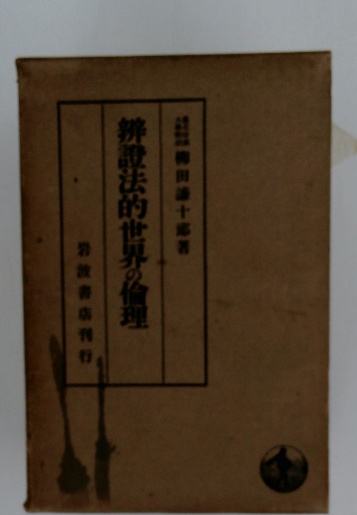 柳田謙十郎著
辨證法的世界の倫理
岩波書店刊行